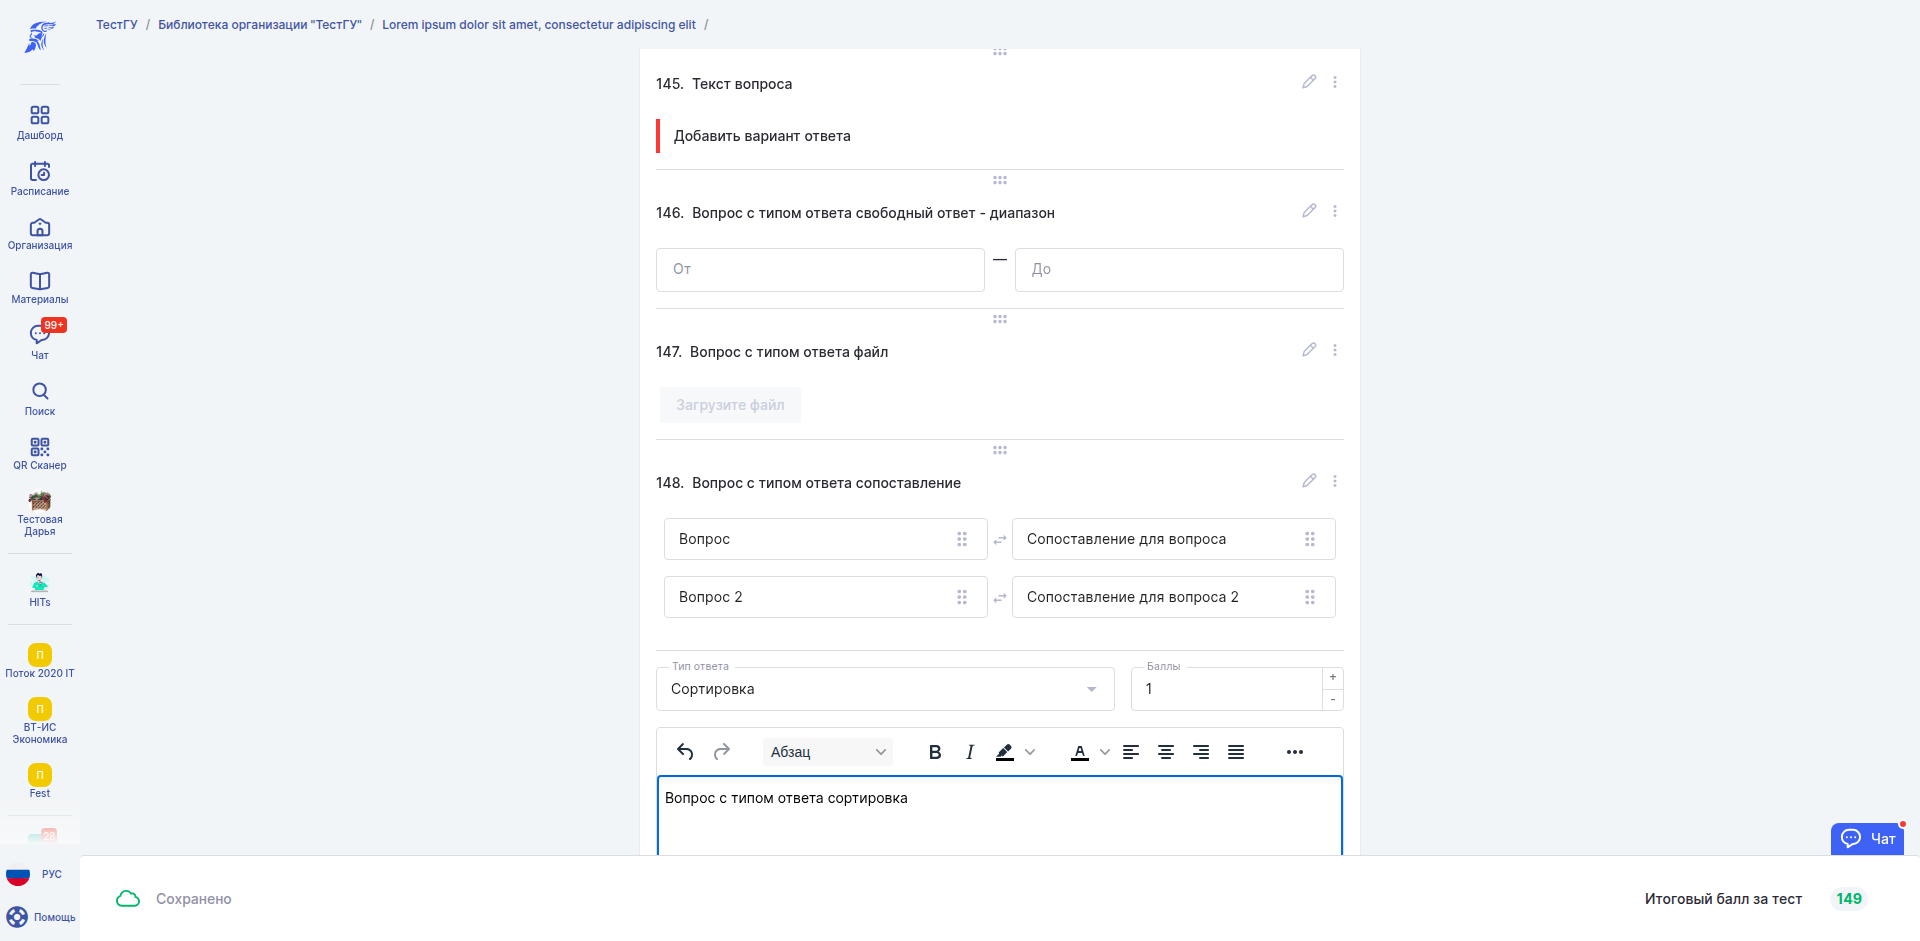 ТестГУ / Библиотека организации "ТестГУ" / Lorem ipsum dolor sit amet, consectetur adipiscing elit /
Дашборд
Расписание
Организация
Материалы
99+
Чат
Поиск
QR Сканер
Тестовая
Дарья
HITs
П
Поток 2020 IT
П
ВТ-ИС
Экономика
П
Fest
28
РУС
Помощь
145. Текст вопроса
Добавить вариант ответа
146. Вопрос с типом ответа свободный ответ - диапазон
От — До
147. Вопрос с типом ответа файл
Загрузите файл
148. Вопрос с типом ответа сопоставление
Вопрос Сопоставление для вопроса
Вопрос 2 Сопоставление для вопроса 2
Тип ответа Баллы
Сортировка 1 + -
Абзац B I A
Вопрос с типом ответа сортировка
Чат
Сохранено Итоговый балл за тест 149